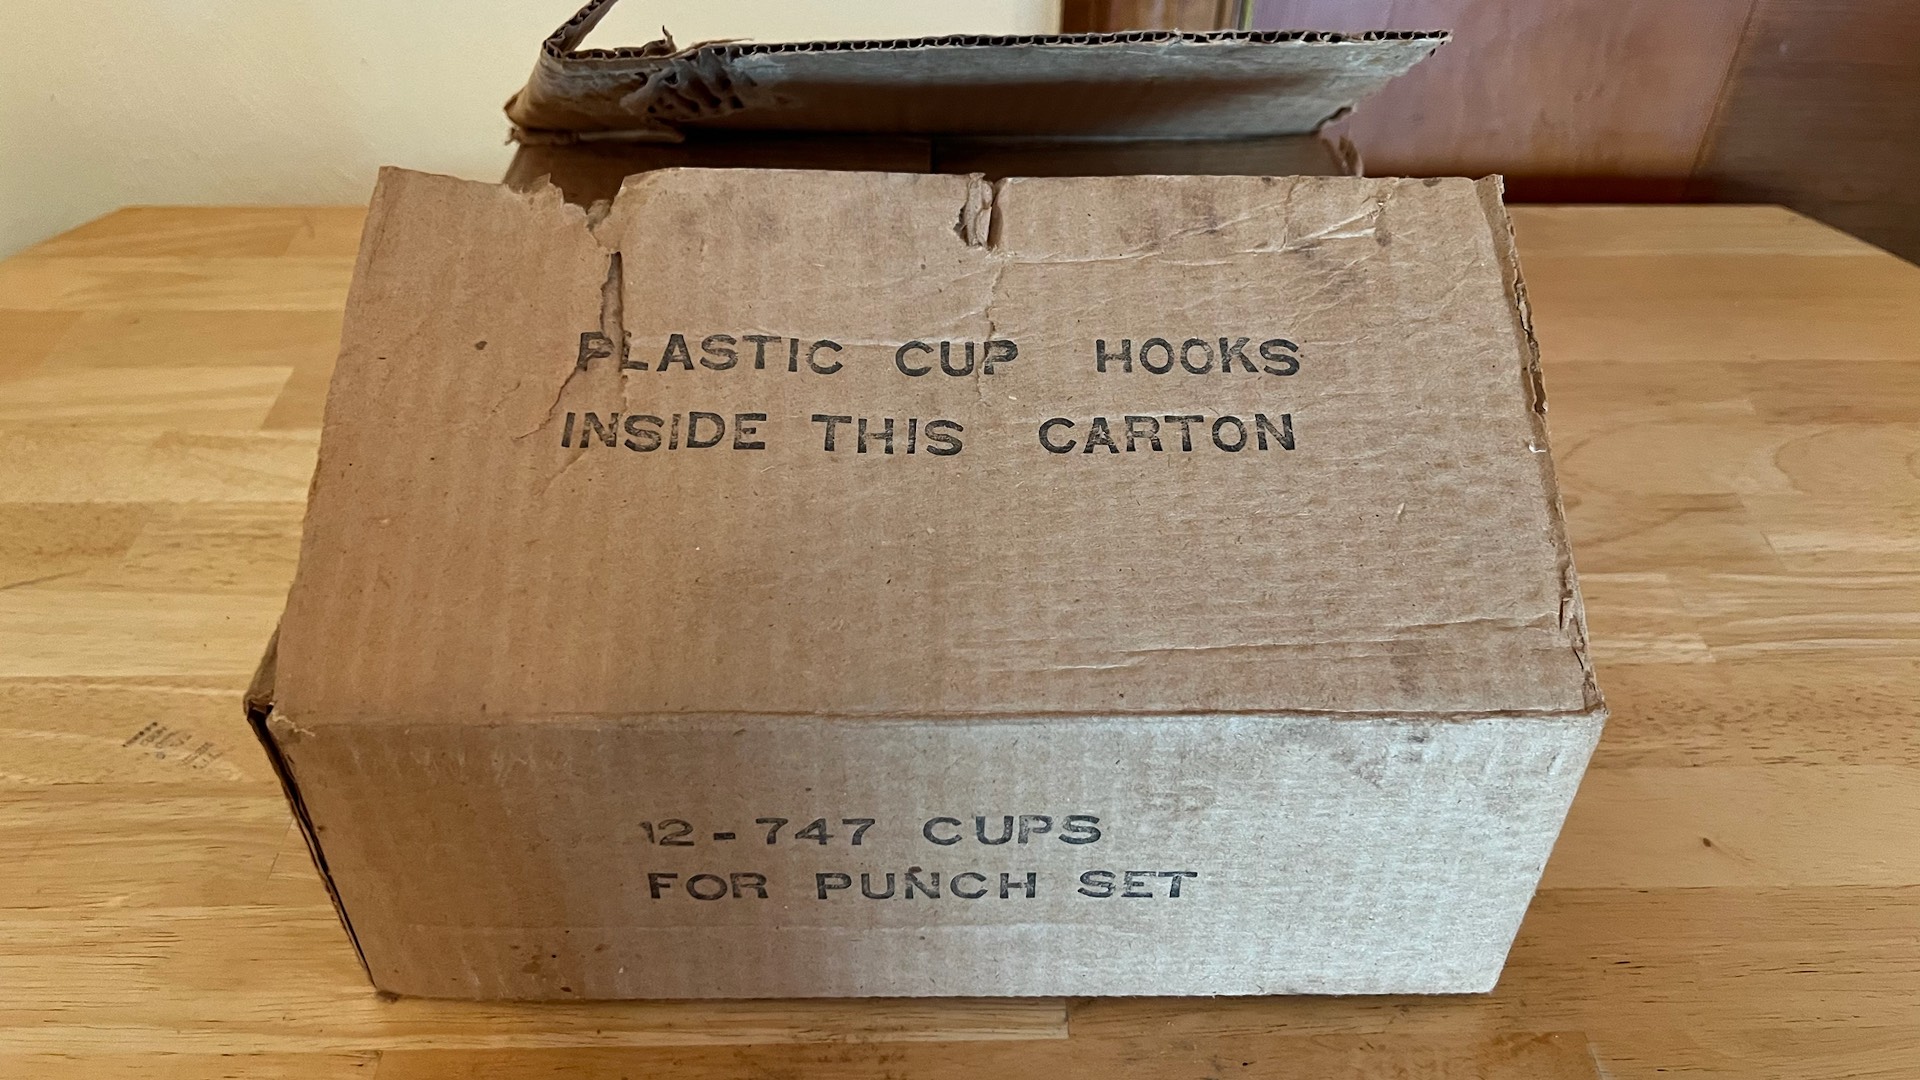 PLASTIC CUP HOOKS
INSIDE THIS CARTON
12-747 CUPS
FOR PUNCH SET